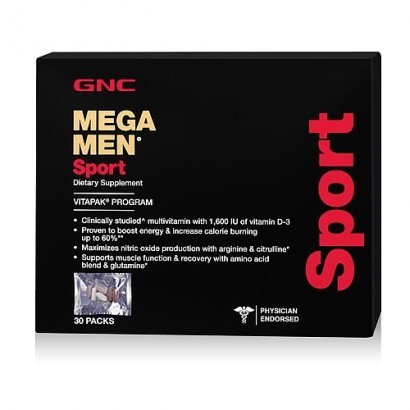 GNC
MEGA
MEN®
Sport
Dietary Supplement
VITAPAK® PROGRAM
• Clinically studied^ multivitamin with 1,600 IU of vitamin D-3
• Proven to boost energy & increase calorie burning
up to 60%**
• Maximizes nitric oxide production with arginine & citrulline*
• Supports muscle function & recovery with amino acid
blend & glutamine*
30 PACKS
PHYSICIAN
ENDORSED
Sport